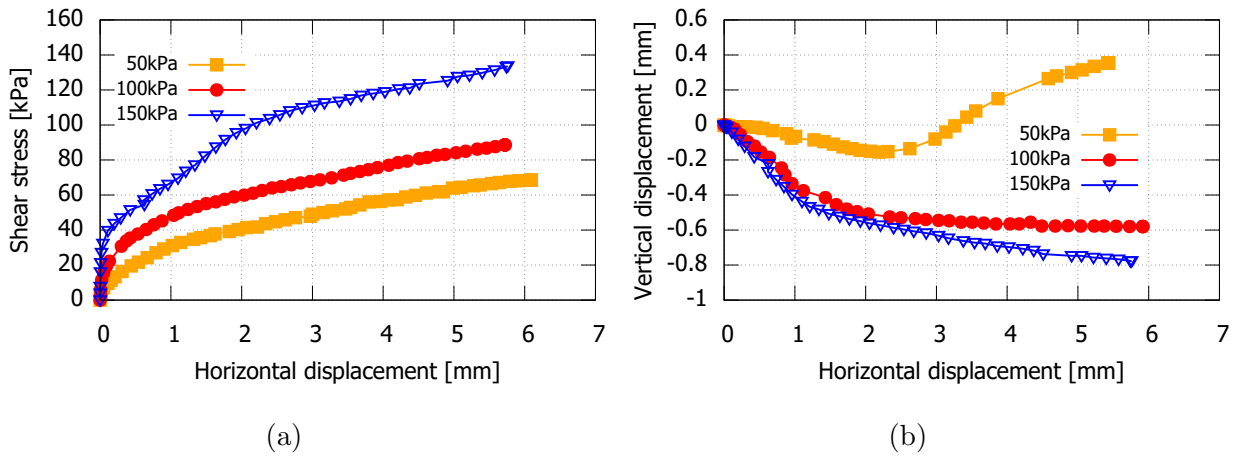 160
140
120
100
80
60
40
20
0
Shear stress [kPa]
50kPa
100kPa
150kPa
0 1 2 3 4 5 6 7
Horizontal displacement [mm]
(a)
0.6
0.4
0.2
0
-0.2
-0.4
-0.6
-0.8
-1
Vertical displacement [mm]
50kPa
100kPa
150kPa
0 1 2 3 4 5 6 7
Horizontal displacement [mm]
(b)